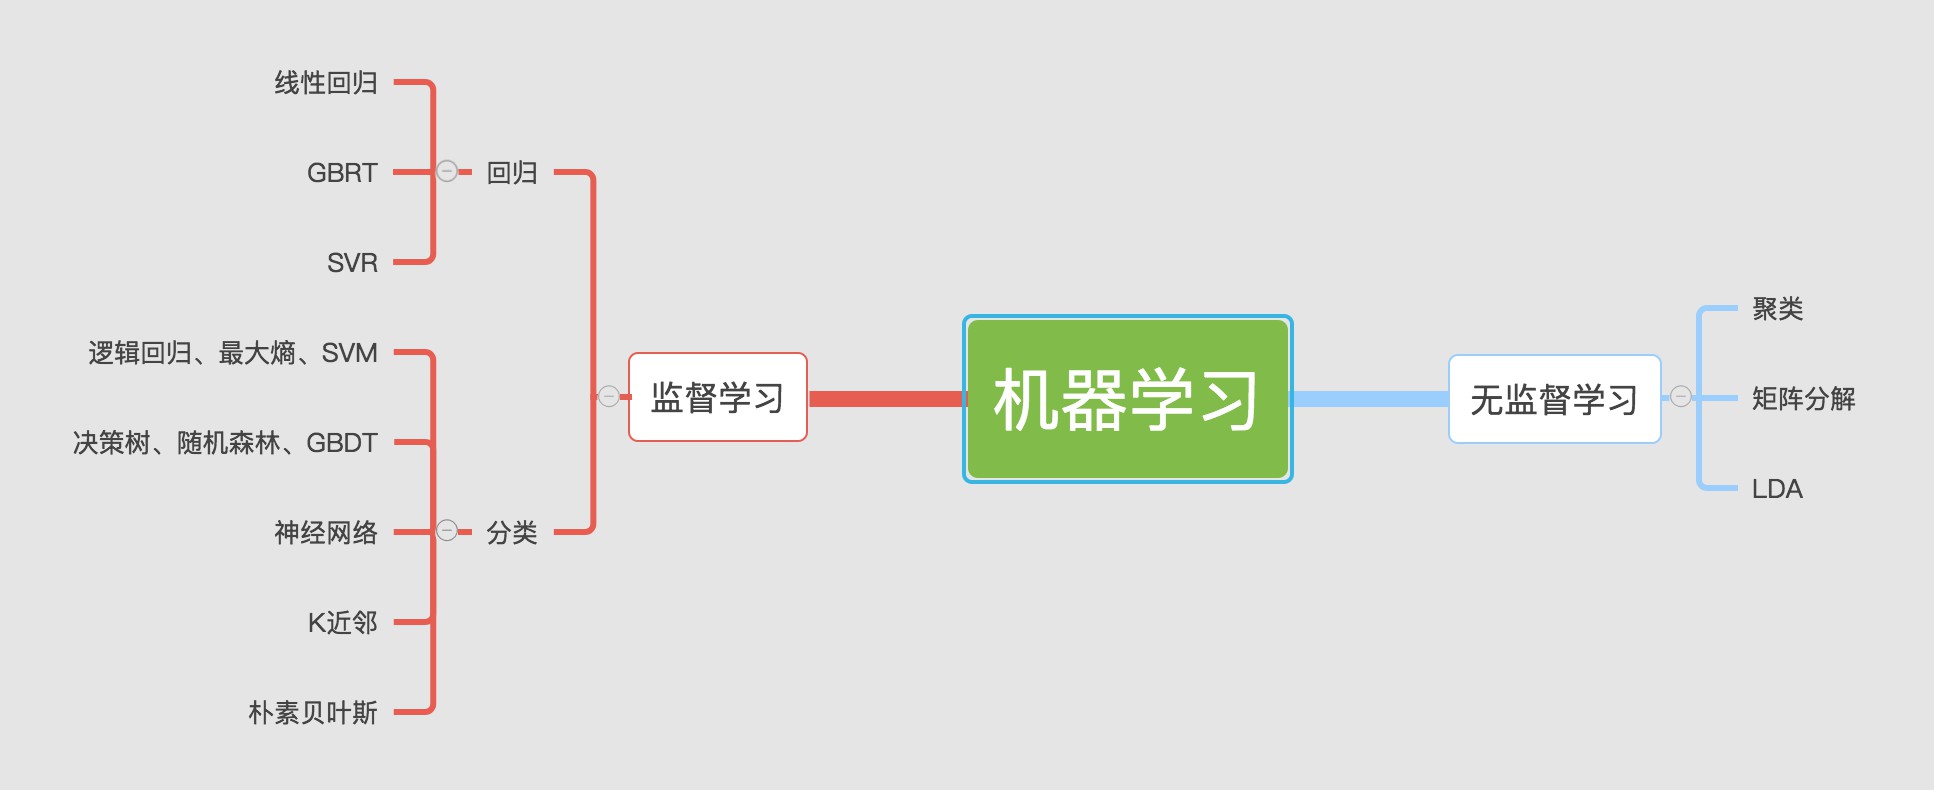 机器学习
监督学习
回归
线性回归
GBRT
SVR
分类
逻辑回归、最大熵、SVM
决策树、随机森林、GBDT
神经网络
K近邻
朴素贝叶斯
无监督学习
聚类
矩阵分解
LDA